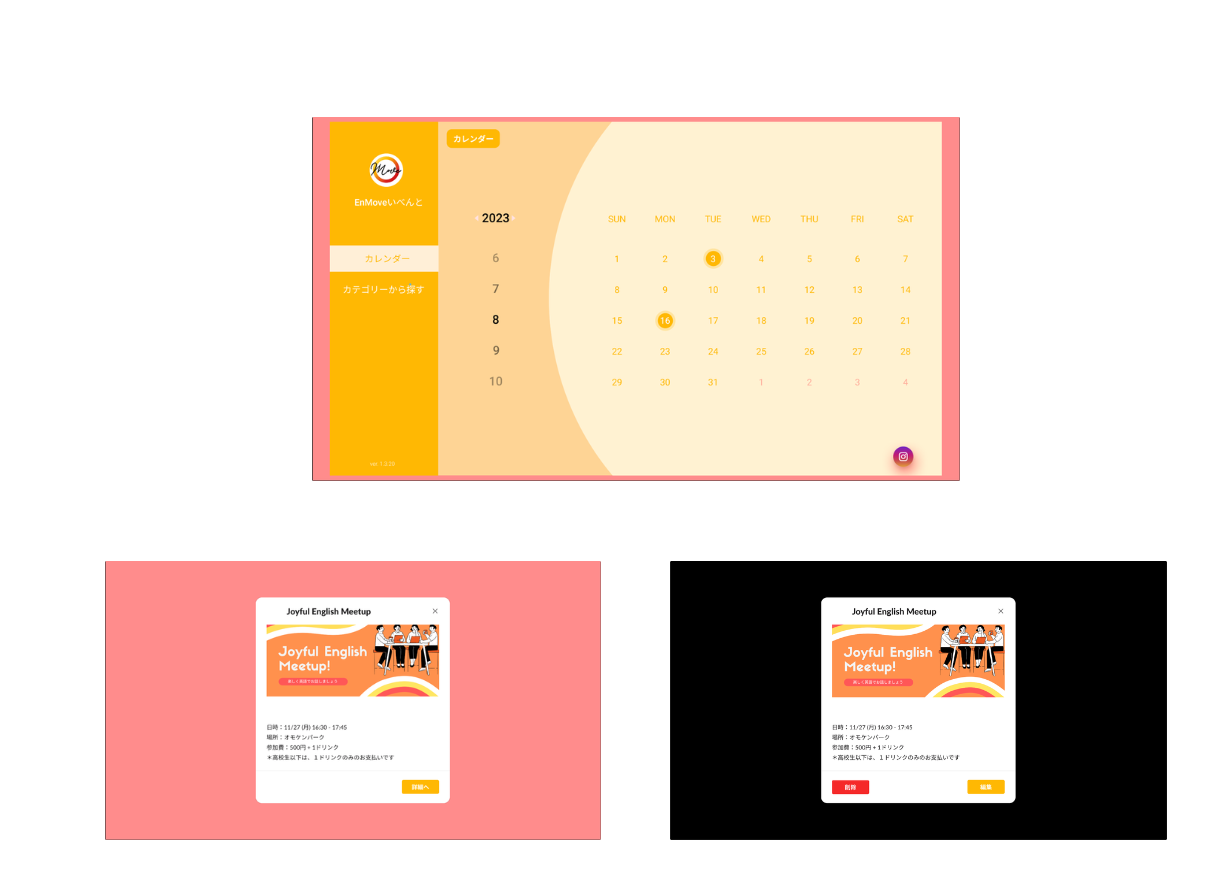 カレンダー
Move
EnMoveいべんと
カレンダー
カテゴリーから探す
ver 1.3.20
2023
6
7
8
9
10
SUN MON TUE WED THU FRI SAT
1 2 3 4 5 6 7
8 9 10 11 12 13 14
15 16 17 18 19 20 21
22 23 24 25 26 27 28
29 30 31 1 2 3 4
Joyful English Meetup ×
Joyful English
Meetup!
楽しく英語でお話しましょう
日時：11/27 (月) 16:30 - 17:45
場所：オモケンパーク
参加費：500円 + 1ドリンク
＊高校生以下は、１ドリンクのみのお支払いです
詳細へ
Joyful English Meetup ×
Joyful English
Meetup!
楽しく英語でお話しましょう
日時：11/27 (月) 16:30 - 17:45
場所：オモケンパーク
参加費：500円 + 1ドリンク
＊高校生以下は、１ドリンクのみのお支払いです
削除
編集